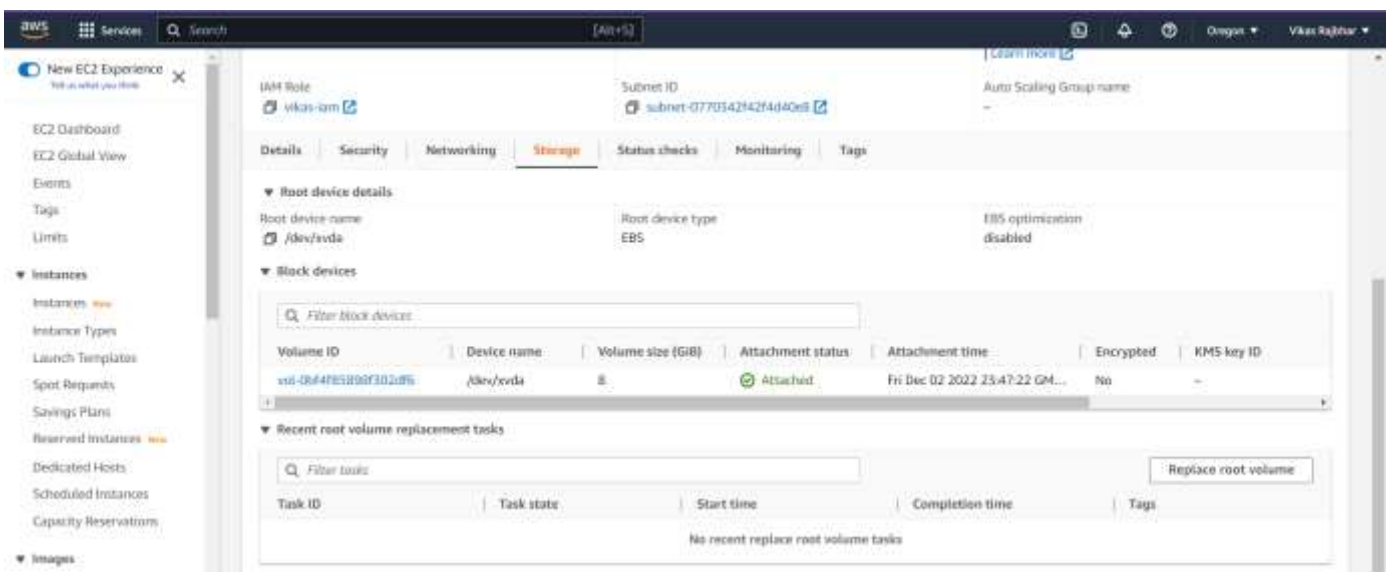 aws Services Search [Alt+S] Oregon ▼ Vikas Rajbhar ▼
New EC2 Experience
Tell us what you think
EC2 Dashboard
EC2 Global View
Events
Tags
Limits
Instances
Instances New
Instance Types
Launch Templates
Spot Requests
Savings Plans
Reserved Instances New
Dedicated Hosts
Scheduled Instances
Capacity Reservations
Images
Learn more
IAM Role
vikas-iam
Subnet ID
Auto Scaling Group name
–
Details Security Networking Storage Status checks Monitoring Tags
Root device details
Root device name
/dev/xvda
Root device type
EBS
EBS optimization
disabled
Block devices
Filter block devices
Volume ID Device name Volume size (GiB) Attachment status Attachment time Encrypted KMS key ID
/dev/xvda 8 Attached Fri Dec 02 2022 23:47:22 GM... No –
Recent root volume replacement tasks
Filter tasks
Replace root volume
Task ID Task state Start time Completion time Tags
No recent replace root volume tasks